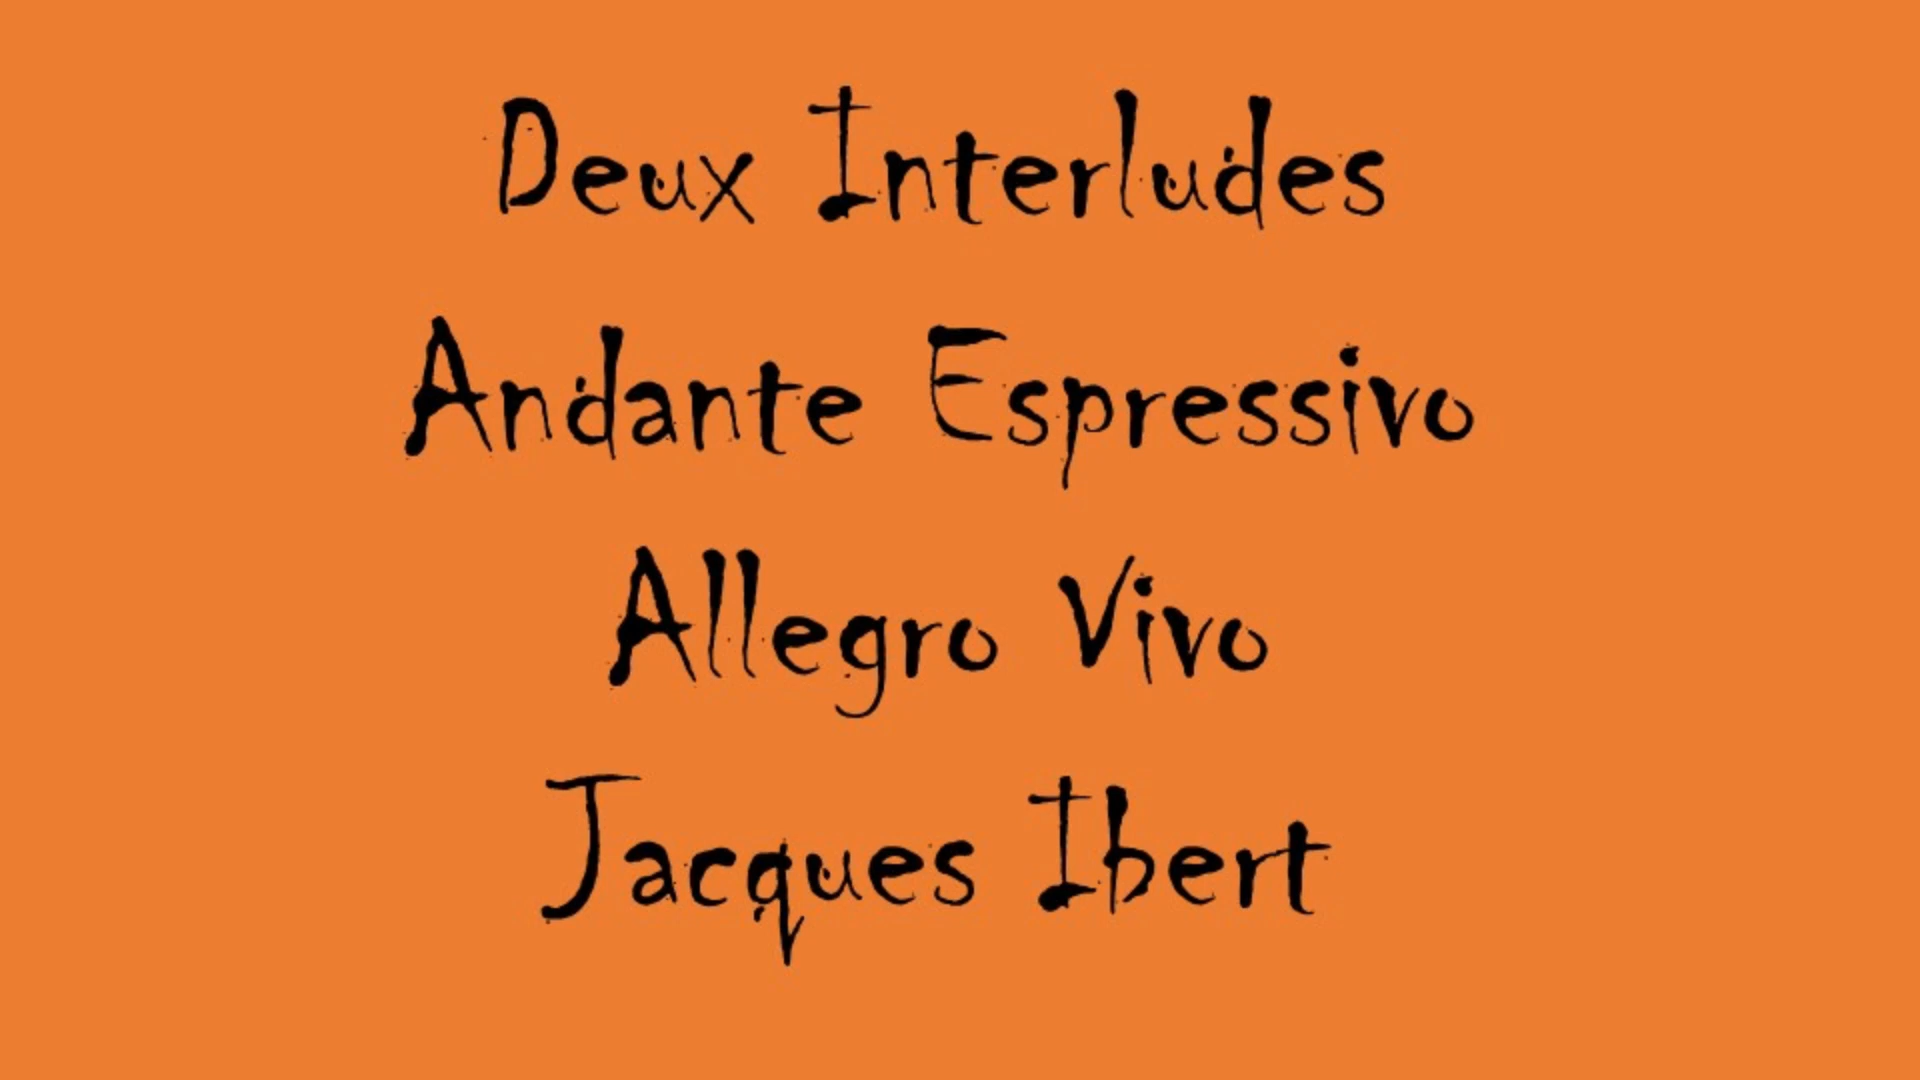 Deux Interludes
Andante Espressivo
Allegro Vivo
Jacques Ibert